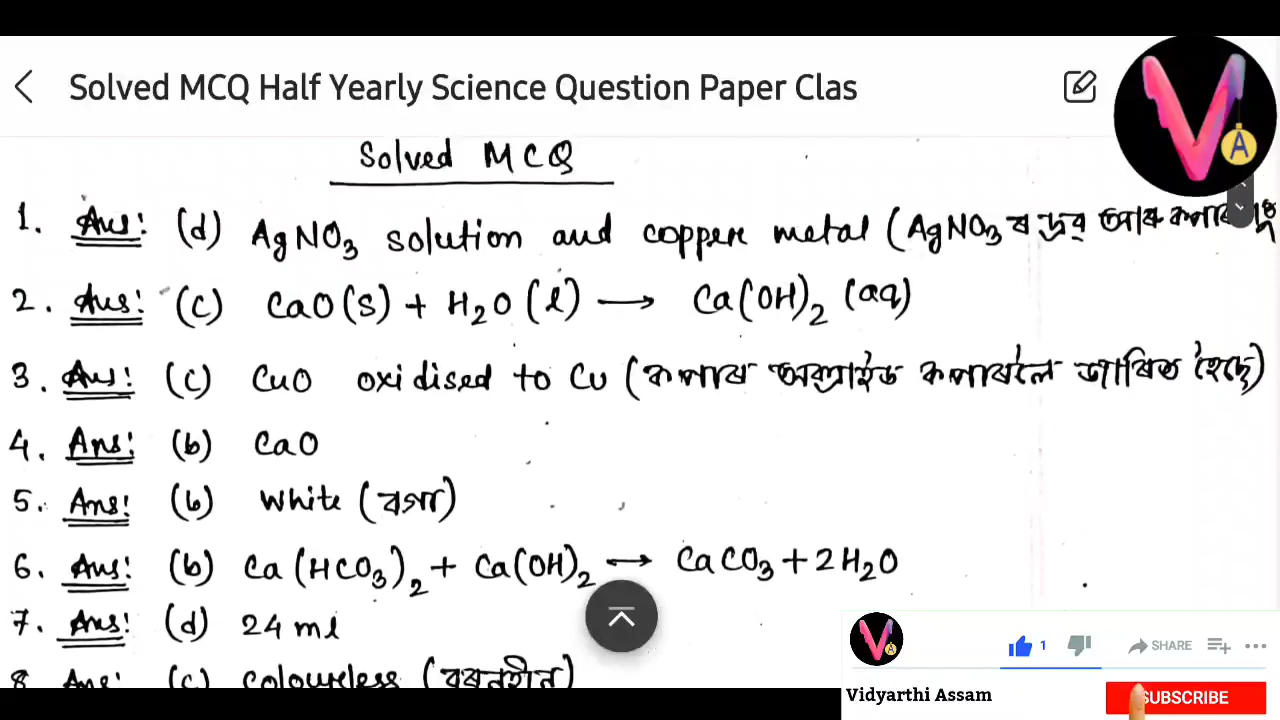 Solved MCQ Half Yearly Science Question Paper Clas
Solved MCQ
1. Ans: (d) AgNO3 solution and copper metal (AgNO3 ৰ দ্ৰৱ আৰু কপাৰ
2. Ans: (c) CaO(s) + H2O(l) → Ca(OH)2 (aq)
3. Ans: (c) CuO oxidised to Cu (কপাৰ অক্সাইড কপাৰলৈ জাৰিত হৈছে)
4. Ans: (b) CaO
5. Ans: (b) White (বগা)
6. Ans: (b) Ca(HCO3)2 + Ca(OH)2 → CaCO3 + 2H2O
7. Ans: (d) 24 ml
8 Ans: (c) Colourless (বৰনহীন)
VA
1
SHARE
Vidyarthi Assam
SUBSCRIBE